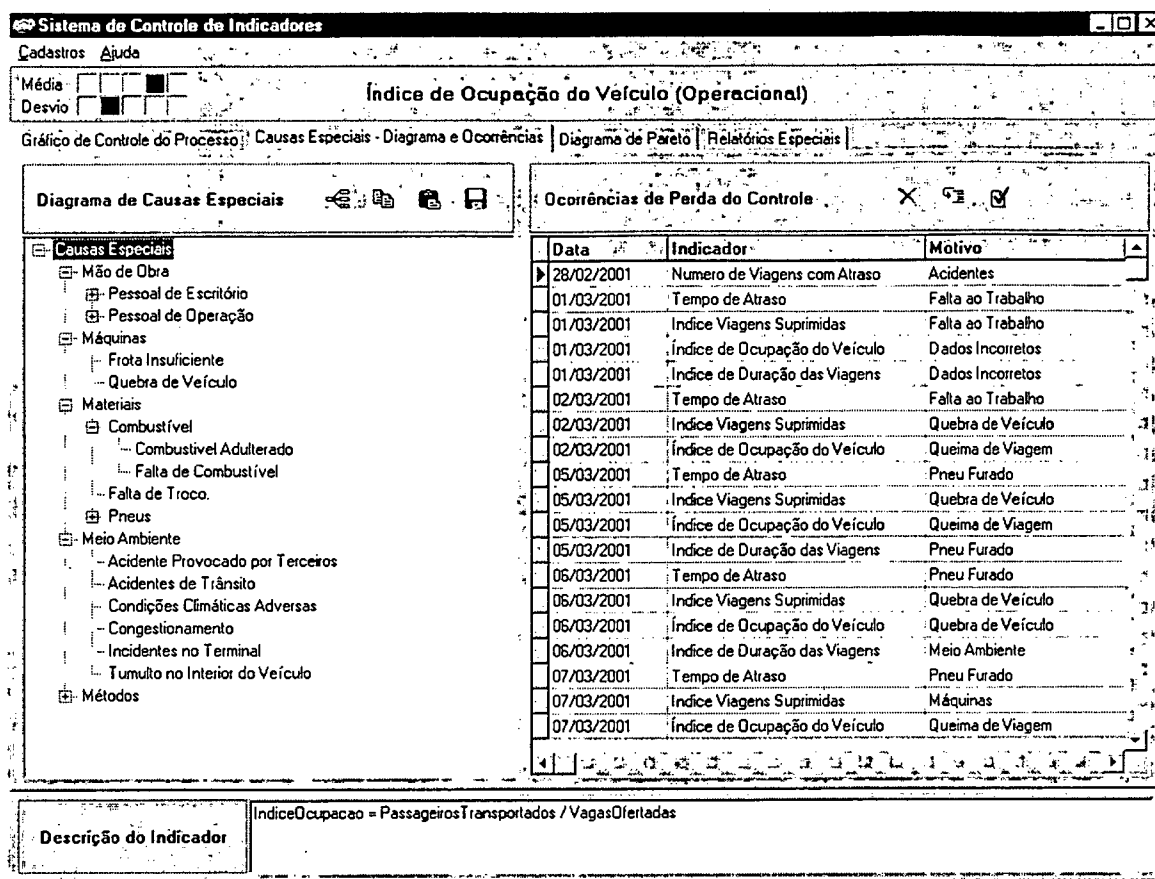 Sistema de Controle de Indicadores
Cadastros Ajuda
Média
Desvio
Índice de Ocupação do Veículo (Operacional)
Gráfico de Controle do Processo Causas Especiais - Diagrama e Ocorrências Diagrama de Pareto Relatórios Especiais
Diagrama de Causas Especiais
Causas Especiais
Mão de Obra
Pessoal de Escritório
Pessoal de Operação
Máquinas
Frota Insuficiente
Quebra de Veículo
Materiais
Combustível
Combustivel Adulterado
Falta de Combustível
Falta de Troco.
Pneus
Meio Ambiente
Acidente Provocado por Terceiros
Acidentes de Trânsito
Condições Climáticas Adversas
Congestionamento
Incidentes no Terminal
Tumulto no Interior do Veículo
Métodos
Ocorrências de Perda do Controle
Data Indicador Motivo
28/02/2001 Numero de Viagens com Atraso Acidentes
01/03/2001 Tempo de Atraso Falta ao Trabalho
01/03/2001 Indice Viagens Suprimidas Falta ao Trabalho
01/03/2001 Índice de Ocupação do Veículo Dados Incorretos
01/03/2001 Indice de Duração das Viagens Dados Incorretos
02/03/2001 Tempo de Atraso Falta ao Trabalho
02/03/2001 Indice Viagens Suprimidas Quebra de Veículo
02/03/2001 Índice de Ocupação do Veículo Queima de Viagem
05/03/2001 Tempo de Atraso Pneu Furado
05/03/2001 Indice Viagens Suprimidas Quebra de Veículo
05/03/2001 Índice de Ocupação do Veículo Queima de Viagem
05/03/2001 Indice de Duração das Viagens Pneu Furado
06/03/2001 Tempo de Atraso Pneu Furado
06/03/2001 Indice Viagens Suprimidas Quebra de Veículo
06/03/2001 Índice de Ocupação do Veículo Quebra de Veículo
06/03/2001 Indice de Duração das Viagens Meio Ambiente
07/03/2001 Tempo de Atraso Pneu Furado
07/03/2001 Indice Viagens Suprimidas Máquinas
07/03/2001 Índice de Ocupação do Veículo Queima de Viagem
Descrição do Indicador
IndiceOcupacao = PassageirosTransportados / VagasOfertadas